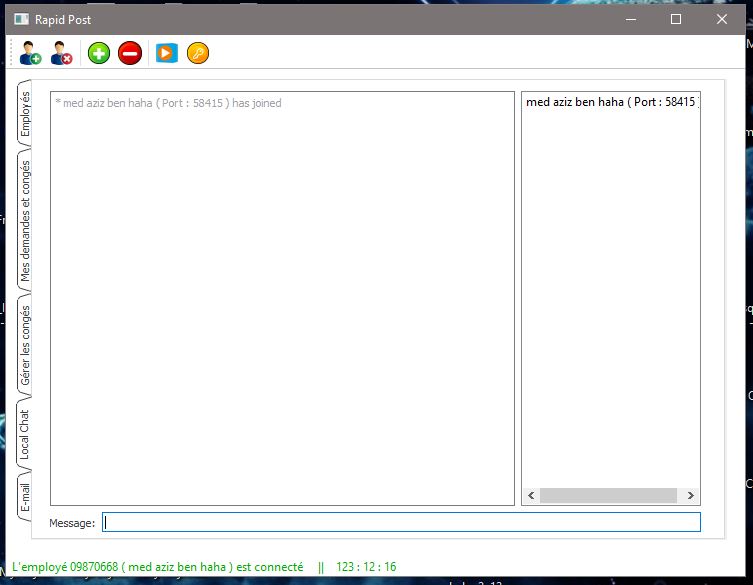 Rapid Post
Employés
Mes demandes et congés
Gérer les congés
Local Chat
E-mail
* med aziz ben haha ( Port : 58415 ) has joined
med aziz ben haha ( Port : 58415 )
Message:
L'employé 09870668 ( med aziz ben haha ) est connecté || 123 : 12 : 16